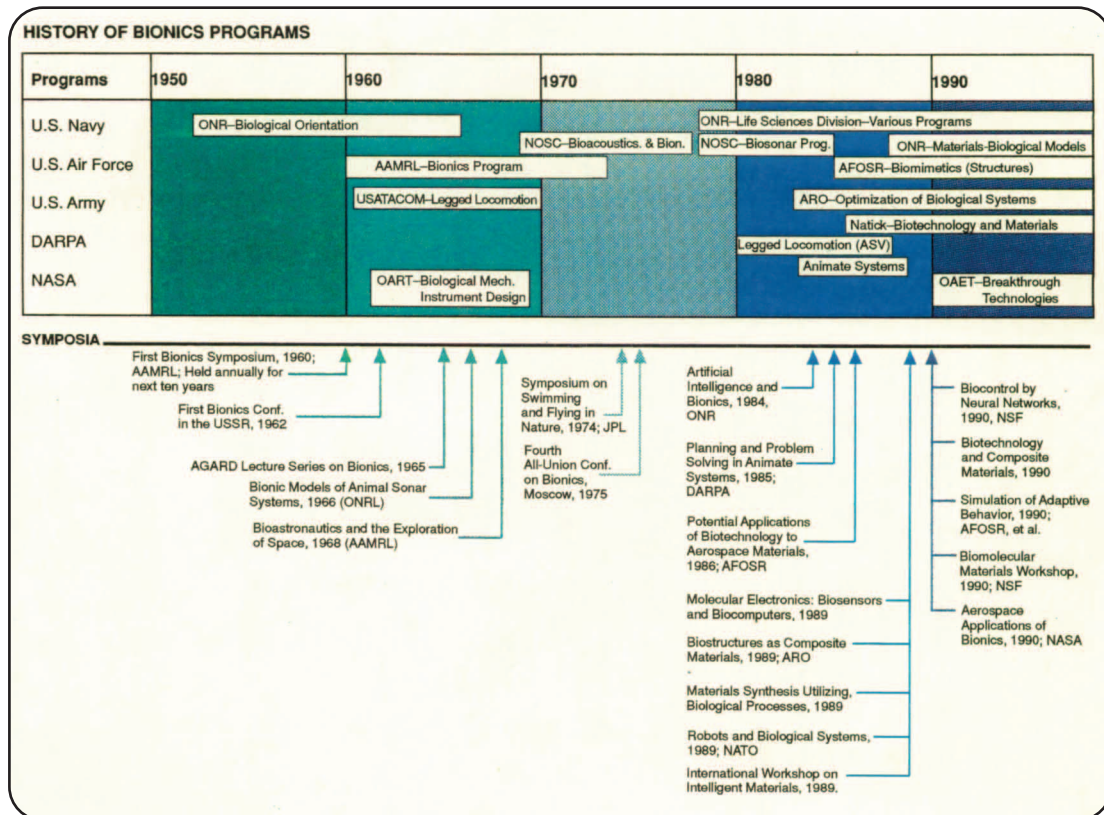 HISTORY OF BIONICS PROGRAMS
Programs 1950 1960 1970 1980 1990
U.S. Navy
ONR–Biological Orientation
ONR–Life Sciences Division–Various Programs
NOSC–Bioacoustics. & Bion.
NOSC–Biosonar Prog.
ONR–Materials-Biological Models
U.S. Air Force
AAMRL–Bionics Program
AFOSR–Biomimetics (Structures)
U.S. Army
USATACOM–Legged Locomotion
ARO–Optimization of Biological Systems
Natick–Biotechnology and Materials
DARPA
Legged Locomotion (ASV)
Animate Systems
NASA
OART–Biological Mech.
Instrument Design
OAET–Breakthrough
Technologies
SYMPOSIA
First Bionics Symposium, 1960;
AAMRL; Held annually for
next ten years
First Bionics Conf.
in the USSR, 1962
AGARD Lecture Series on Bionics, 1965
Bionic Models of Animal Sonar
Systems, 1966 (ONRL)
Bioastronautics and the Exploration
of Space, 1968 (AAMRL)
Symposium on
Swimming
and Flying in
Nature, 1974; JPL
Fourth
All-Union Conf.
on Bionics,
Moscow, 1975
Artificial
Intelligence and
Bionics, 1984,
ONR
Planning and Problem
Solving in Animate
Systems, 1985;
DARPA
Potential Applications
of Biotechnology to
Aerospace Materials,
1986; AFOSR
Molecular Electronics: Biosensors
and Biocomputers, 1989
Biostructures as Composite
Materials, 1989; ARO
Materials Synthesis Utilizing,
Biological Processes, 1989
Robots and Biological Systems,
1989; NATO
International Workshop on
Intelligent Materials, 1989.
Biocontrol by
Neural Networks,
1990, NSF
Biotechnology
and Composite
Materials, 1990
Simulation of Adaptive
Behavior, 1990;
AFOSR, et al.
Biomolecular
Materials Workshop,
1990; NSF
Aerospace
Applications of
Bionics, 1990; NASA